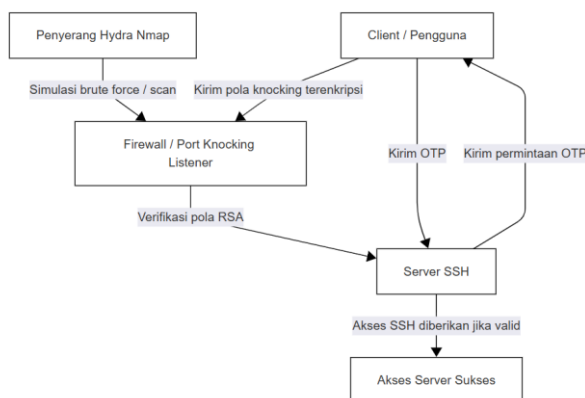 Penyerang Hydra Nmap
Client / Pengguna
Simulasi brute force / scan
Kirim pola knocking terenkripsi
Firewall / Port Knocking
Listener
Kirim OTP
Kirim permintaan OTP
Verifikasi pola RSA
Server SSH
Akses SSH diberikan jika valid
Akses Server Sukses